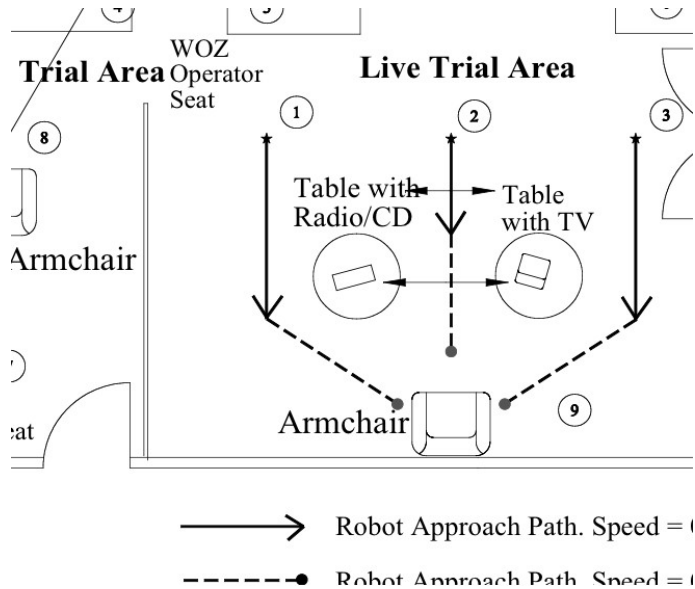 Trial Area
WOZ
Operator
Seat
Live Trial Area
1
2
3
8
Table with
Radio/CD
Table
with TV
Armchair
Armchair
9
Robot Approach Path. Speed =
Robot Approach Path. Speed =